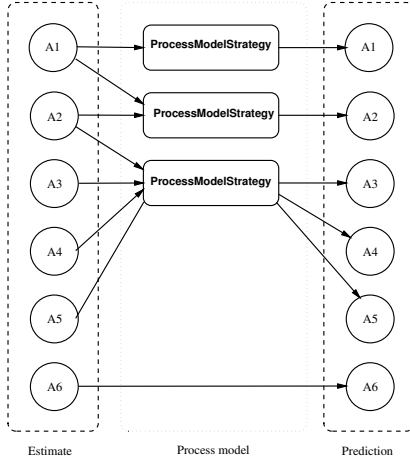 A1 ProcessModelStrategy A1
A2 ProcessModelStrategy A2
A3 ProcessModelStrategy A3
A4 A4
A5 A5
A6 A6
Estimate Process model Prediction